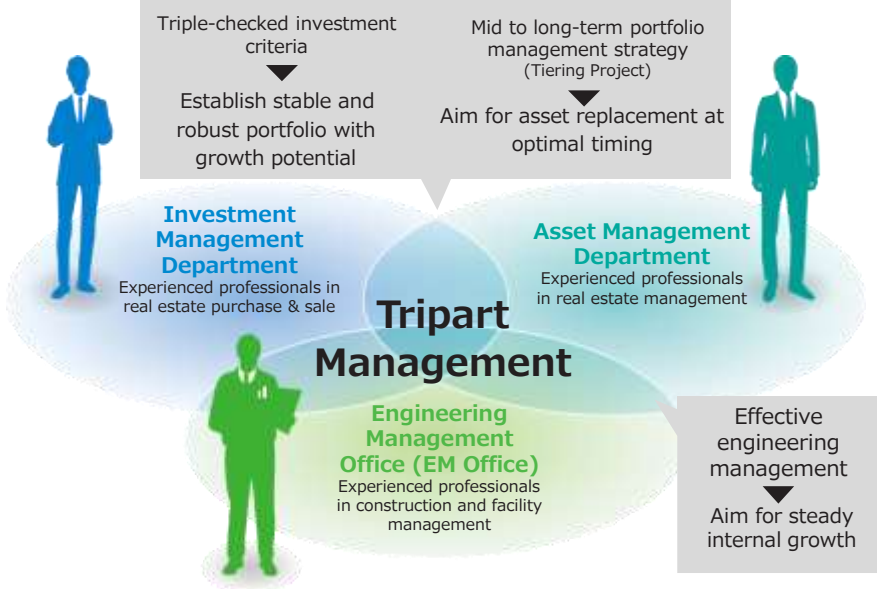 Triple-checked investment
criteria
Establish stable and
robust portfolio with
growth potential
Mid to long-term portfolio
management strategy
(Tiering Project)
Aim for asset replacement at
optimal timing
Investment
Management
Department
Experienced professionals in
real estate purchase & sale
Asset Management
Department
Experienced professionals
in real estate management
Tripart
Management
Engineering
Management
Office (EM Office)
Experienced professionals
in construction and facility
management
Effective
engineering
management
Aim for steady
internal growth